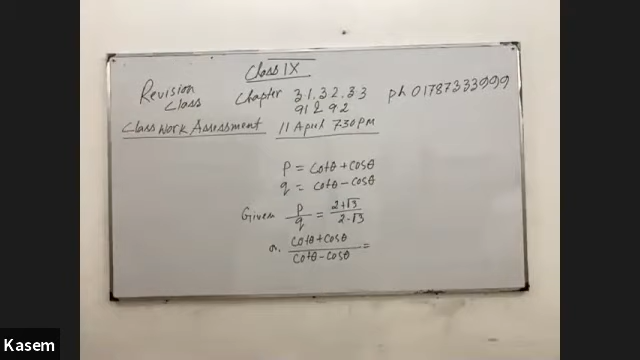 Class IX
Revision Class
Chapter 3.1, 3.2, 3.3
9.1 & 9.2
ph 01787333999
Class work Assessment 11 April 7:30 PM
P = cotθ + cosθ
q = cotθ - cosθ
Given p/q = 2+√3/2-√3
or, cotθ+cosθ/cotθ-cosθ =
Kasem